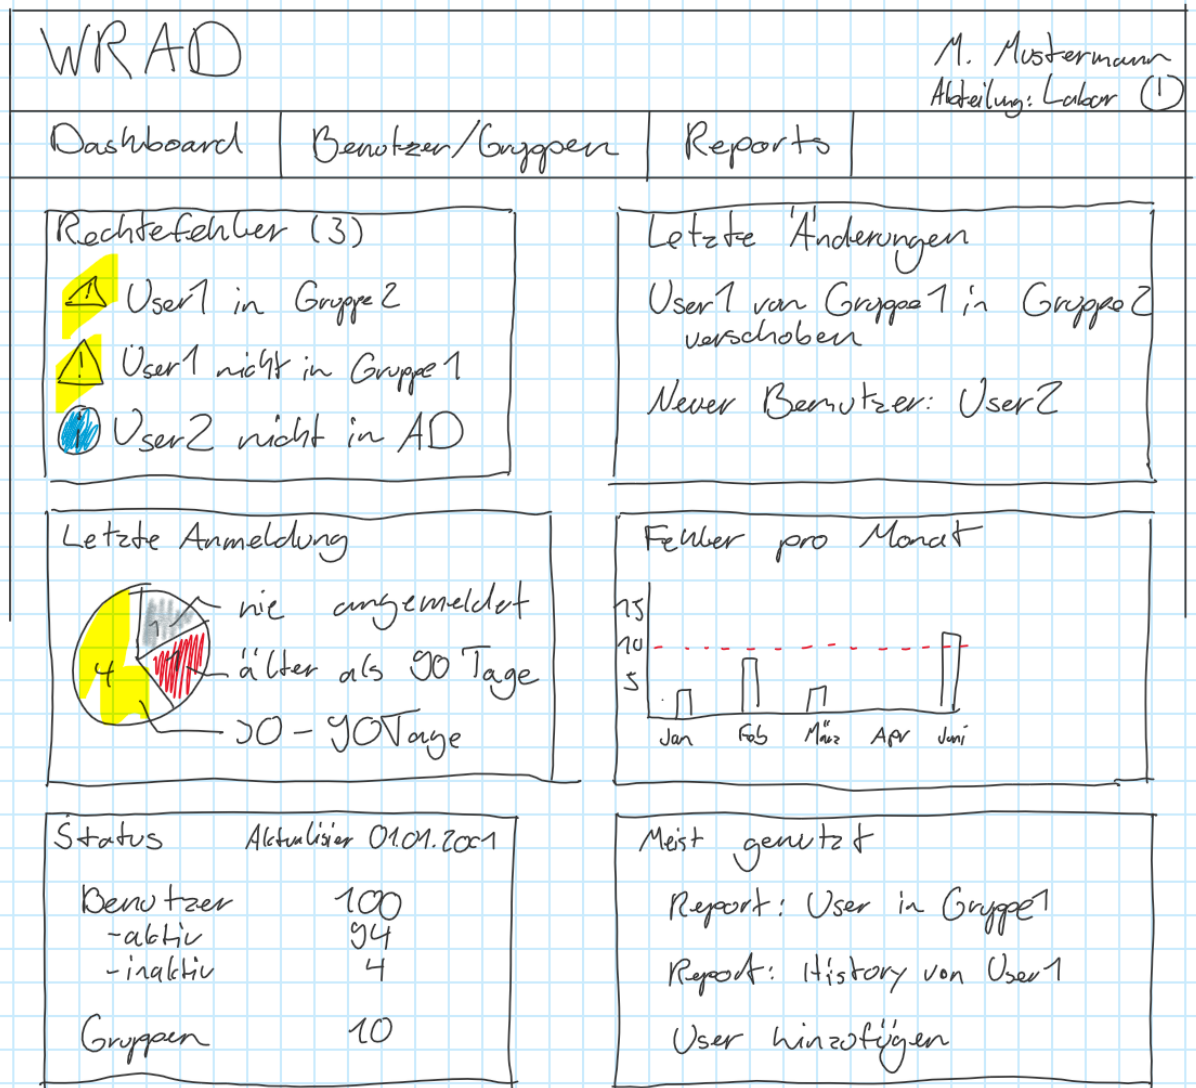 WRAD
M. Mustermann
Abteilung: Labor
Dashboard
Benutzer/Gruppen
Reports
Rechtefehler (3)
! User1 in Gruppe2
! User1 nicht in Gruppe1
i User2 nicht in AD
Letzte Änderungen
User1 von Gruppe1 in Gruppe2
verschoben
Neuer Benutzer: User2
Letzte Anmeldung
1
4
nie angemeldet
älter als 90 Tage
30-90Tage
Fehler pro Monat
15
10
5
Jan Feb März Apr Juni
Status Aktualisier 01.01.2001
Benutzer 100
-aktiv 94
-inaktiv 4
Gruppen 10
Meist genutzt
Report: User in Gruppe1
Report: History von User1
User hinzufügen